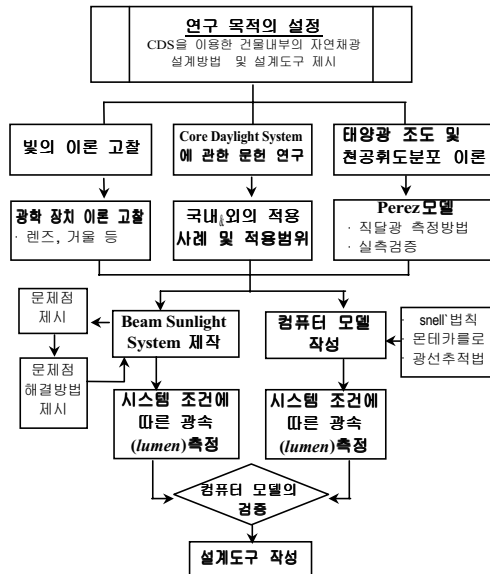 연구 목적의 설정
CDS을 이용한 건물내부의 자연채광
설계방법 및 설계도구 제시
빛의 이론 고찰
Core Daylight System
에 관한 문헌 연구
태양광 조도 및
천공휘도분포 이론
광학 장치 이론 고찰
· 렌즈, 거울 등
국내&외의 적용
사례 및 적용범위
Perez모델
· 직달광 측정방법
· 실측검증
문제점
제시
Beam Sunlight
System 제작
컴퓨터 모델
작성
snell`법칙
몬테카를로
광선추적법
문제점
해결방법
제시
시스템 조건에
따른 광속
(lumen)측정
시스템 조건에
따른 광속
(lumen)측정
컴퓨터 모델의
검증
설계도구 작성